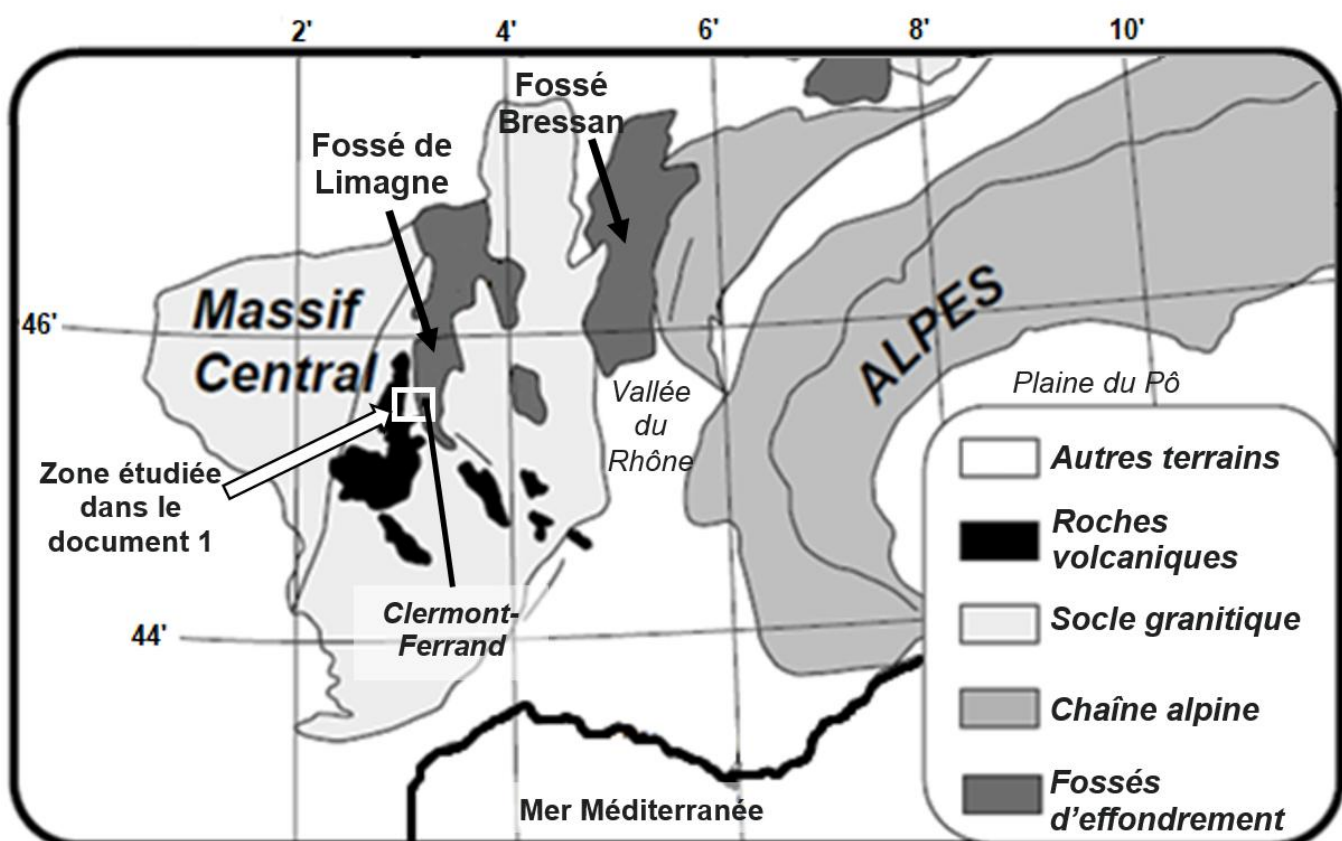 2'
4'
6'
8'
10'
Fossé
Bressan
Fossé de
Limagne
Massif
Central
ALPES
46'
Plaine du Pô
Vallée
du
Rhône
Zone étudiée
dans le
document 1
Clermont-
Ferrand
44'
Mer Méditerranée
Autres terrains
Roches
volcaniques
Socle granitique
Chaîne alpine
Fossés
d'effondrement